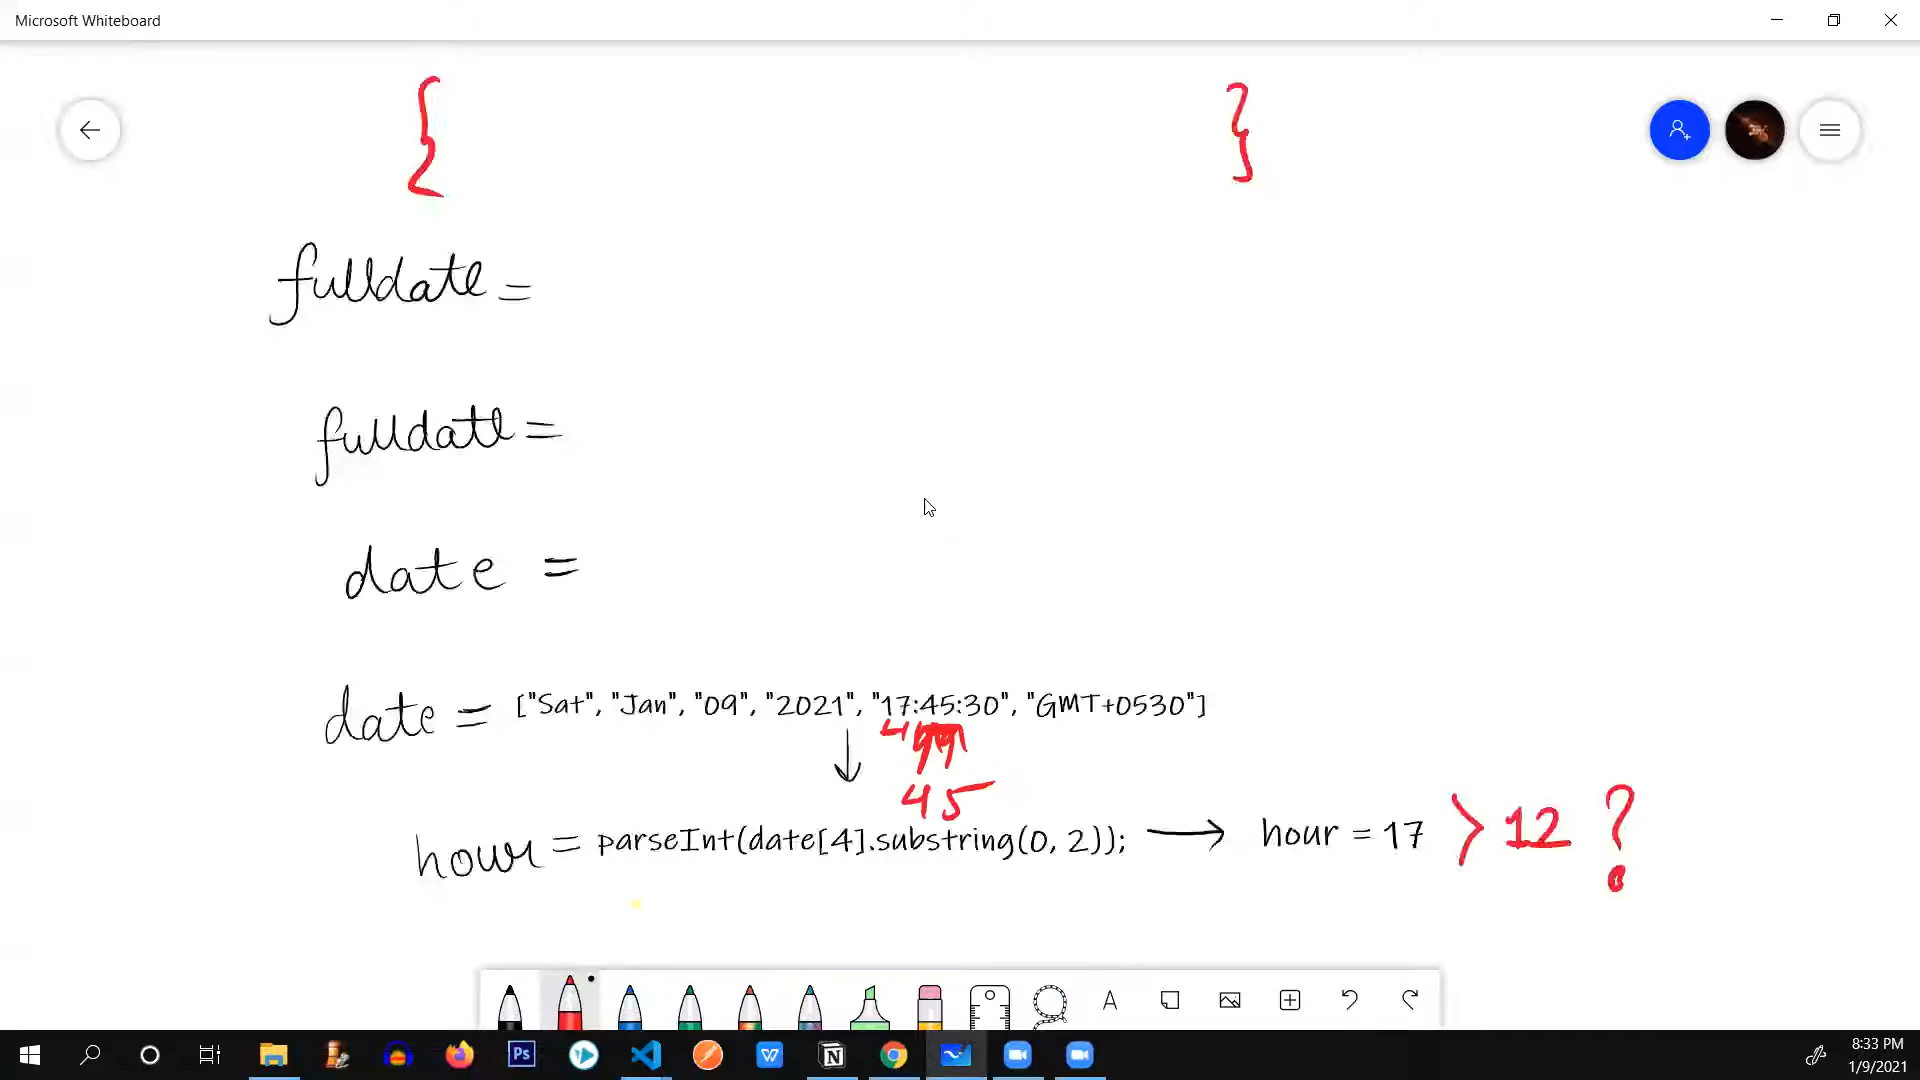 Microsoft Whiteboard
{ }
fulldate =
fulldate =
date =
date = ["Sat", "Jan", "09", "2021", "17:45:30", "GMT+0530"]
45
hour = parseInt(date[4].substring(0, 2)); → hour = 17 > 12 ?
A
Ps
W
N
8:33 PM
1/9/2021